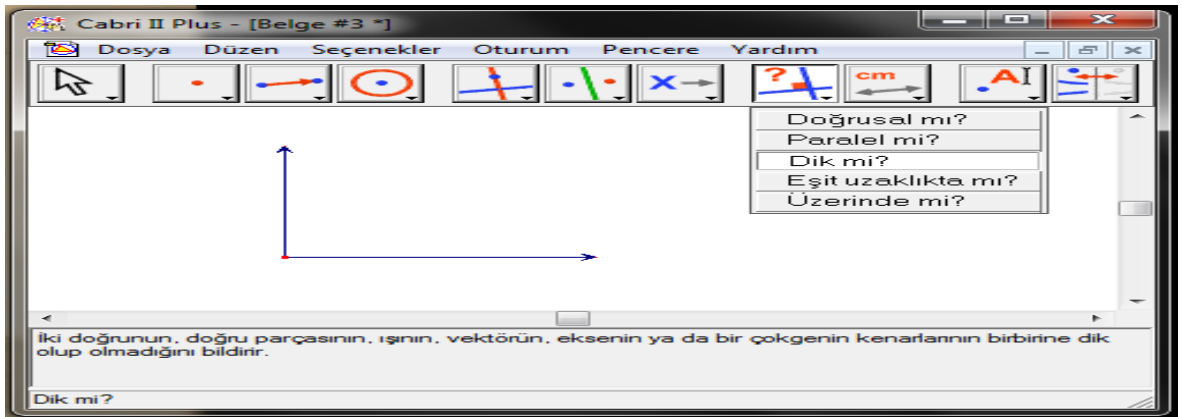 Cabri II Plus - [Belge #3 *]
Dosya Düzen Seçenekler Oturum Pencere Yardım
? cm AI
Doğrusal mı?
Paralel mi?
Dik mi?
Eşit uzaklıkta mı?
Üzerinde mi?
İki doğrunun, doğru parçasının, ışının, vektörün, eksenin ya da bir çokgenin kenarlarının birbirine dik
olup olmadığını bildirir.
Dik mi?